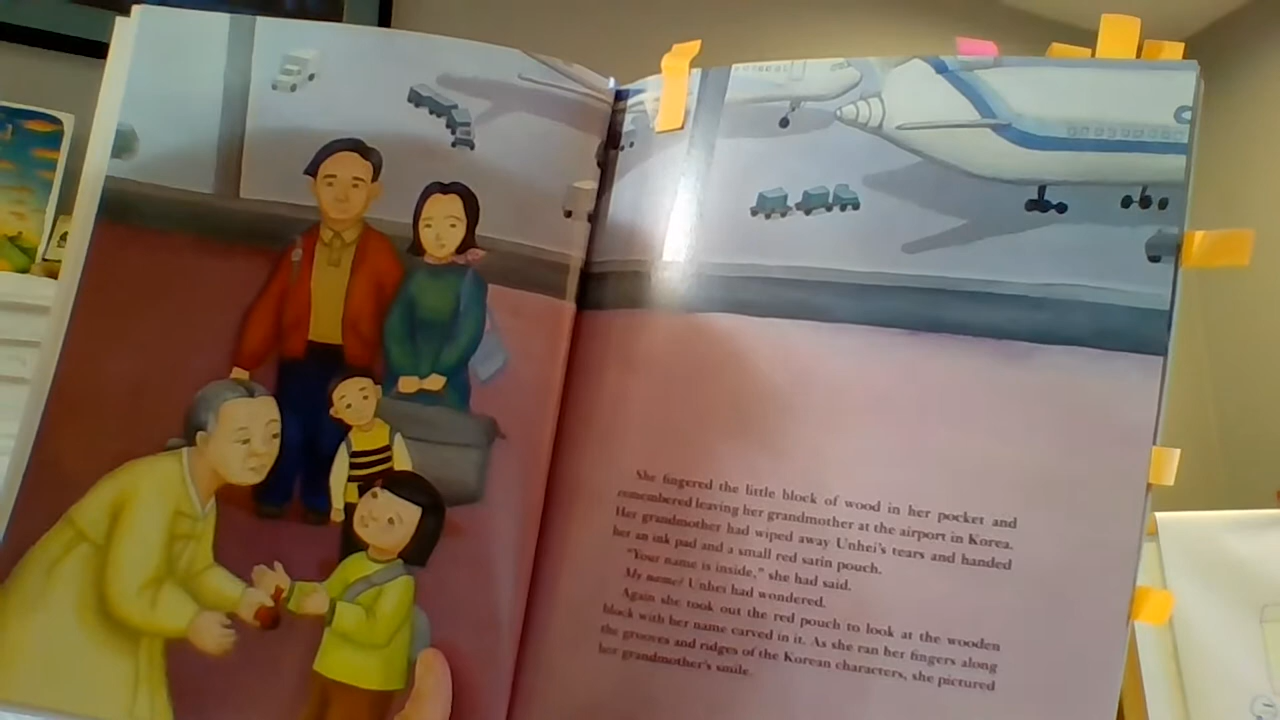 She fingered the little block of wood in her pocket and
remembered leaving her grandmother at the airport in Korea.
Her grandmother had wiped away Unhei's tears and handed
her an ink pad and a small red satin pouch.
"Your name is inside," she had said.
My name? Unhei had wondered.
Again she took out the red pouch to look at the wooden
block with her name carved in it. As she ran her fingers along
the grooves and ridges of the Korean characters, she pictured
her grandmother's smile.